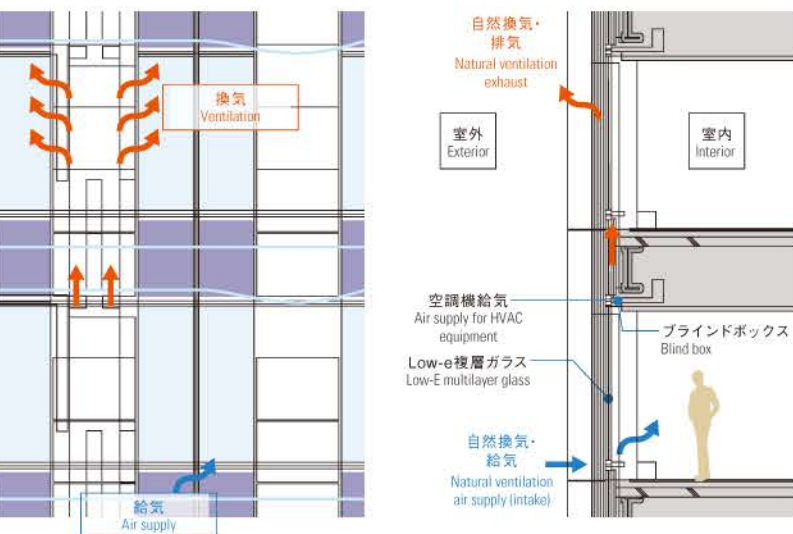 換気
Ventilation
給気
Air supply
自然換気・
排気
Natural ventilation
exhaust
室外
Exterior
室内
Interior
空調機給気
Air supply for HVAC
equipment
ブラインドボックス
Blind box
Low-e複層ガラス
Low-E multilayer glass
自然換気・
給気
Natural ventilation
air supply (intake)